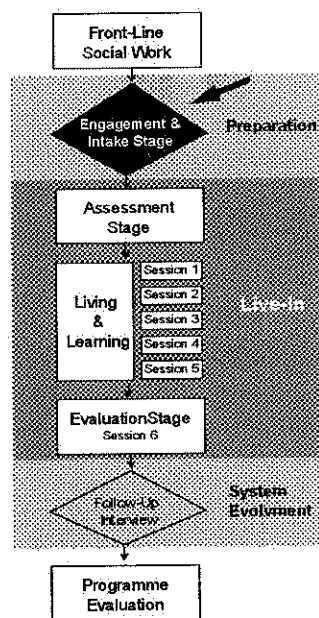 Front-Line
Social Work
Engagement &
Intake Stage
Preparation
Assessment
Stage
Living
&
Learning
Session 1
Session 2
Session 3
Session 4
Session 5
Live-In
EvaluationStage
Session 6
Follow-Up
Interview
System
Evolvment
Programme
Evaluation